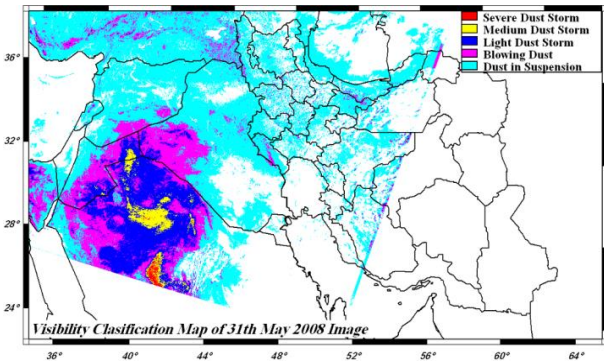 Severe Dust Storm
Medium Dust Storm
Light Dust Storm
Blowing Dust
Dust in Suspension
36°
32°
28°
24°
Visibility Clasification Map of 31th May 2008 Image
36° 40° 44° 48° 52° 56° 60° 64°